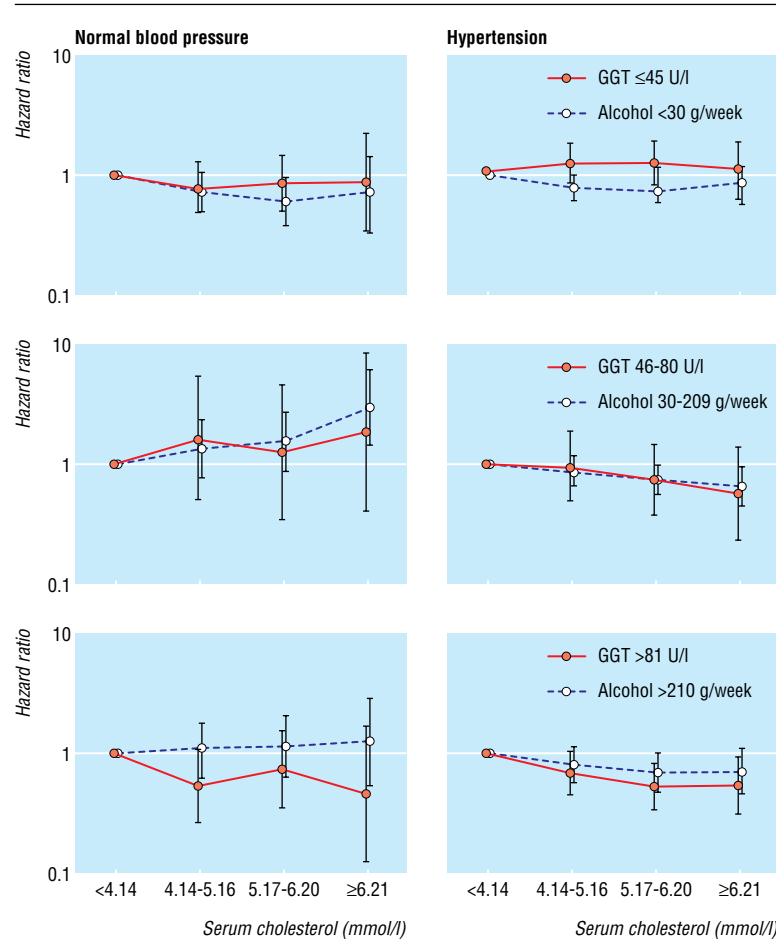 Normal blood pressure
Hypertension
Hazard ratio
10
1
0.1
GGT ≤45 U/l
Alcohol <30 g/week
Hazard ratio
10
1
0.1
GGT 46-80 U/l
Alcohol 30-209 g/week
Hazard ratio
10
1
0.1
GGT >81 U/l
Alcohol >210 g/week
<4.14 4.14-5.16 5.17-6.20 ≥6.21
<4.14 4.14-5.16 5.17-6.20 ≥6.21
Serum cholesterol (mmol/l)
Serum cholesterol (mmol/l)